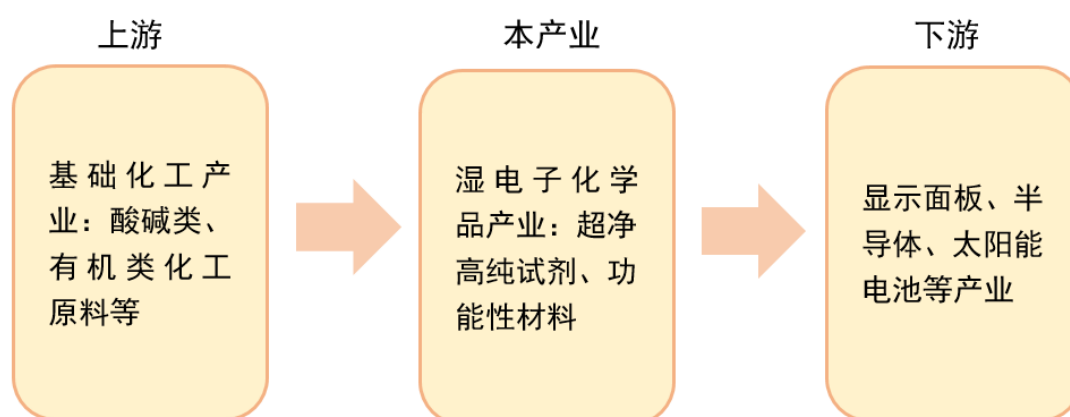 上游
本产业
下游
基础化工产
业：酸碱类、
有机类化工
原料等
湿电子化学
品产业：超净
高纯试剂、功
能性材料
显示面板、半
导体、太阳能
电池等产业